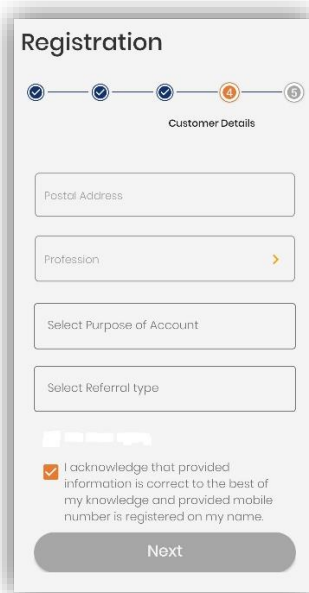 Registration
4
5
Customer Details
Postal Address
Profession
Select Purpose of Account
Select Referral type
I acknowledge that provided
information is correct to the best of
my knowledge and provided mobile
number is registered on my name.
Next